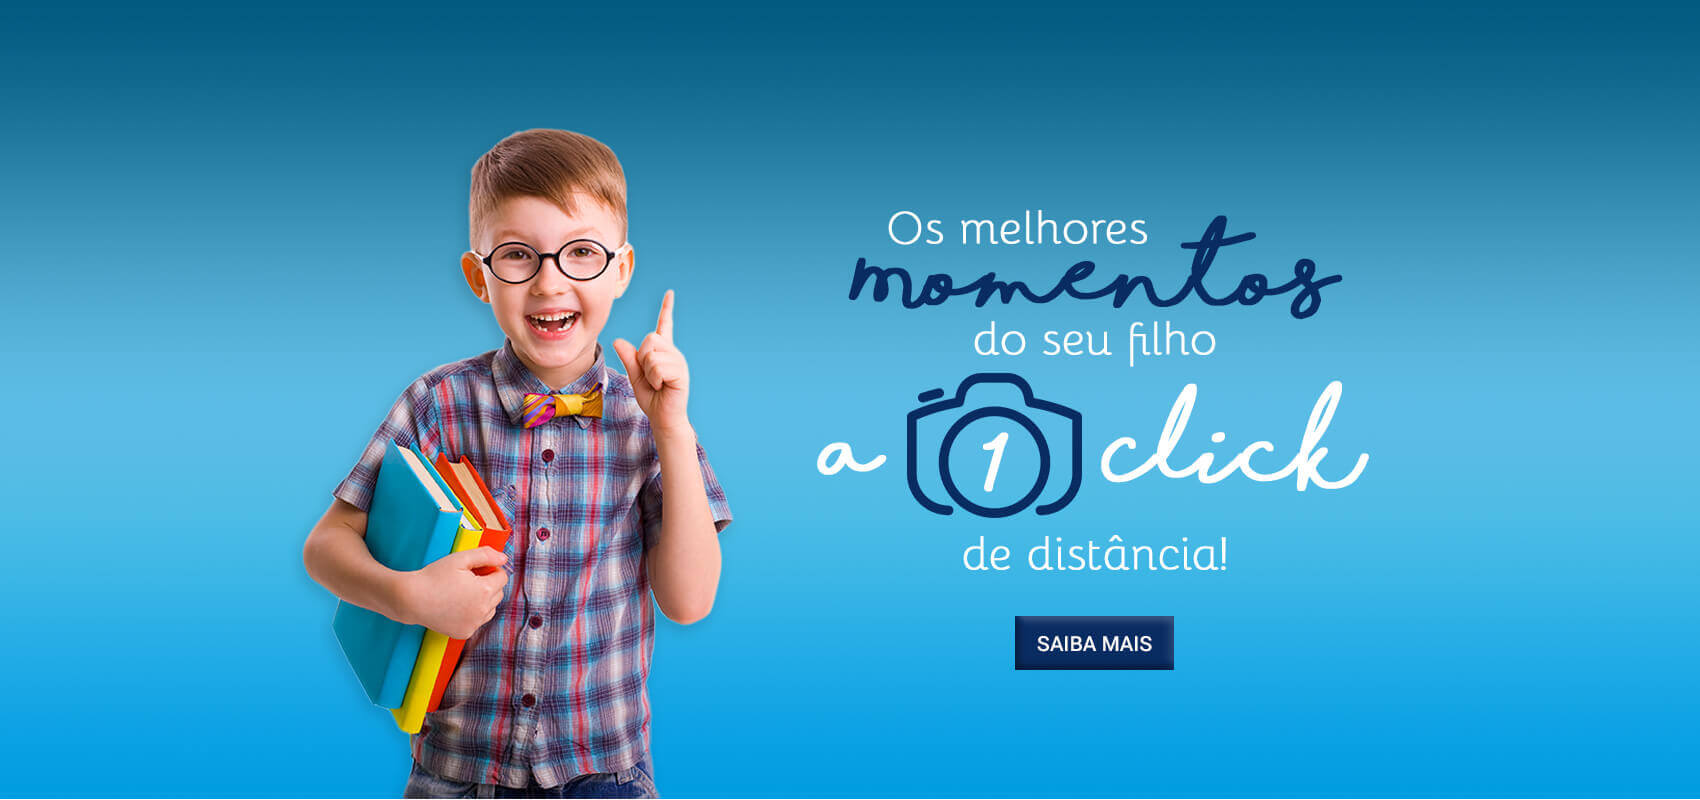 Os melhores
momentos
do seu filho
a 1 click
de distância!
SAIBA MAIS